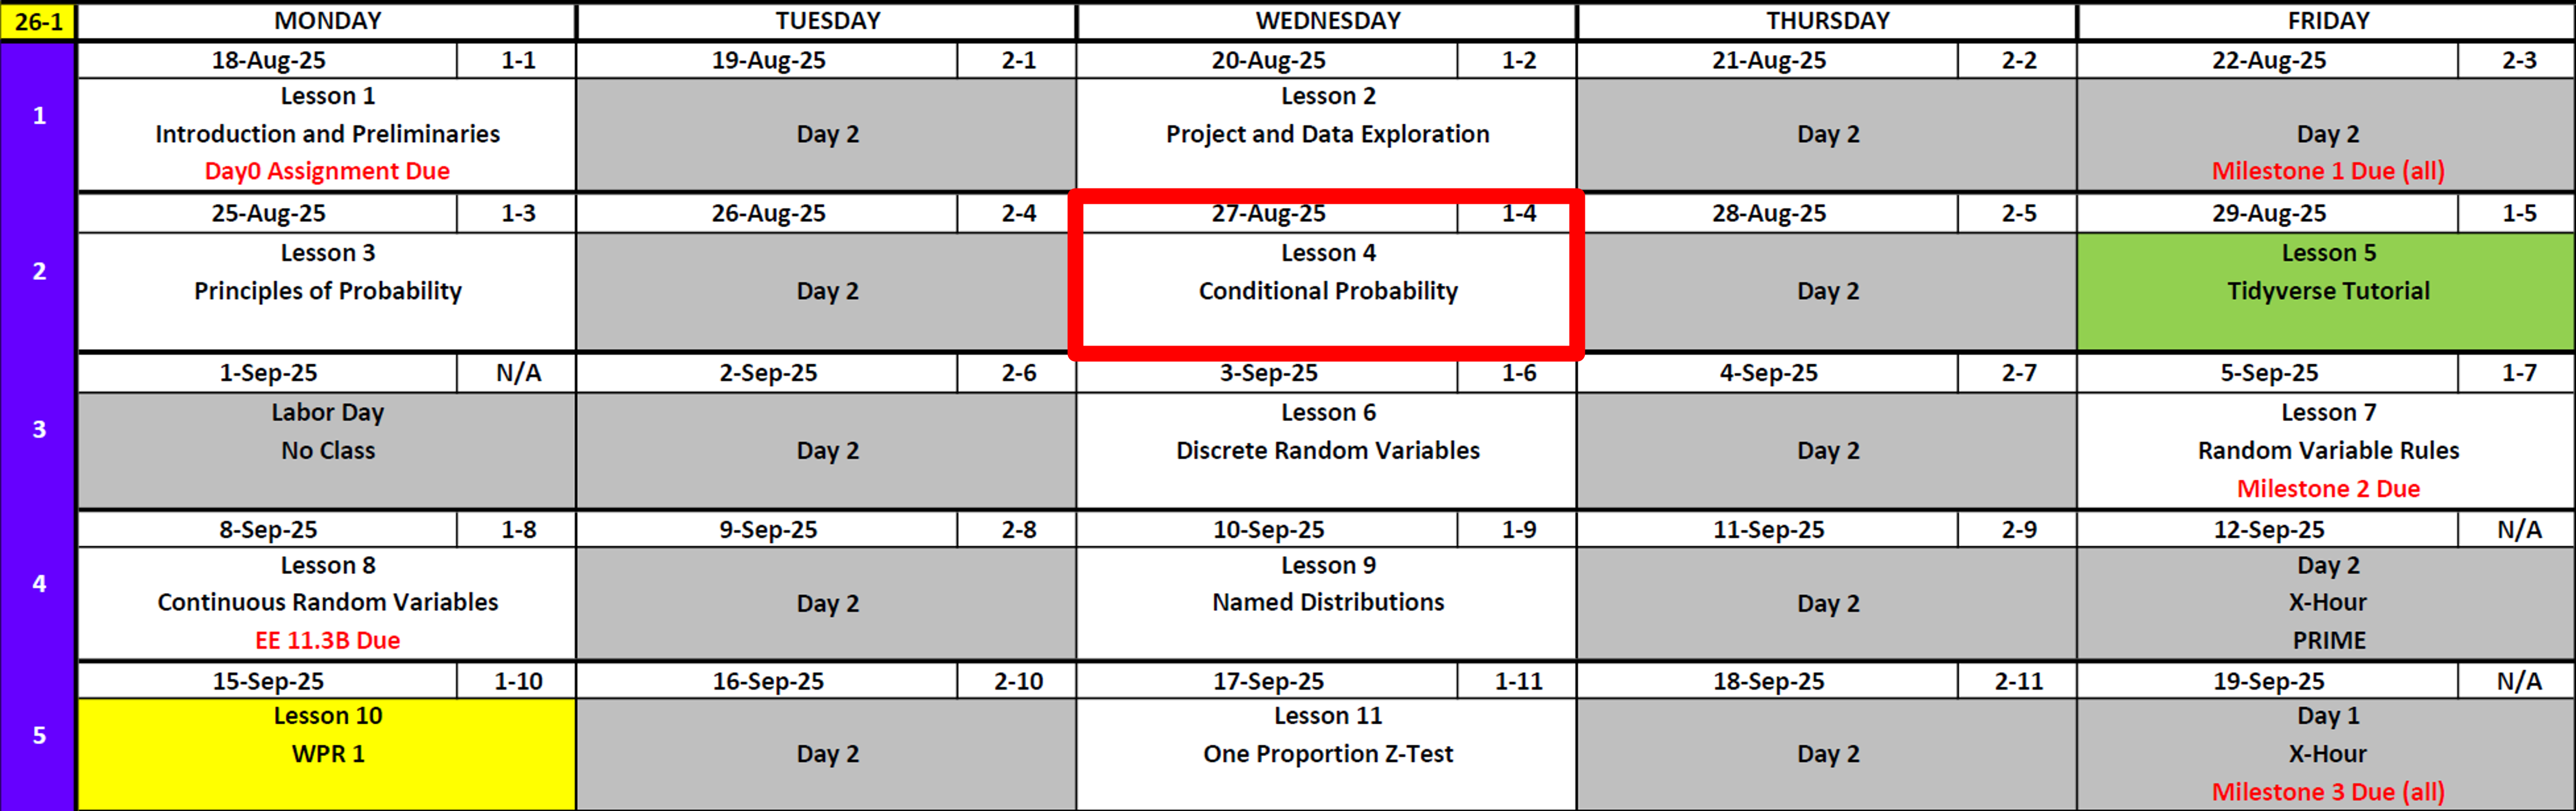 26-1 MONDAY TUESDAY WEDNESDAY THURSDAY FRIDAY
18-Aug-25 1-1 19-Aug-25 2-1 20-Aug-25 1-2 21-Aug-25 2-2 22-Aug-25 2-3
1
Lesson 1
Introduction and Preliminaries
Day0 Assignment Due
Day 2
Lesson 2
Project and Data Exploration
Day 2
Day 2
Milestone 1 Due (all)
25-Aug-25 1-3 26-Aug-25 2-4 27-Aug-25 1-4 28-Aug-25 2-5 29-Aug-25 1-5
2
Lesson 3
Principles of Probability
Day 2
Lesson 4
Conditional Probability
Day 2
Lesson 5
Tidyverse Tutorial
1-Sep-25 N/A 2-Sep-25 2-6 3-Sep-25 1-6 4-Sep-25 2-7 5-Sep-25 1-7
3
Labor Day
No Class
Day 2
Lesson 6
Discrete Random Variables
Day 2
Lesson 7
Random Variable Rules
Milestone 2 Due
8-Sep-25 1-8 9-Sep-25 2-8 10-Sep-25 1-9 11-Sep-25 2-9 12-Sep-25 N/A
4
Lesson 8
Continuous Random Variables
EE 11.3B Due
Day 2
Lesson 9
Named Distributions
Day 2
Day 2
X-Hour
PRIME
15-Sep-25 1-10 16-Sep-25 2-10 17-Sep-25 1-11 18-Sep-25 2-11 19-Sep-25 N/A
5
Lesson 10
WPR 1
Day 2
Lesson 11
One Proportion Z-Test
Day 2
Day 1
X-Hour
Milestone 3 Due (all)